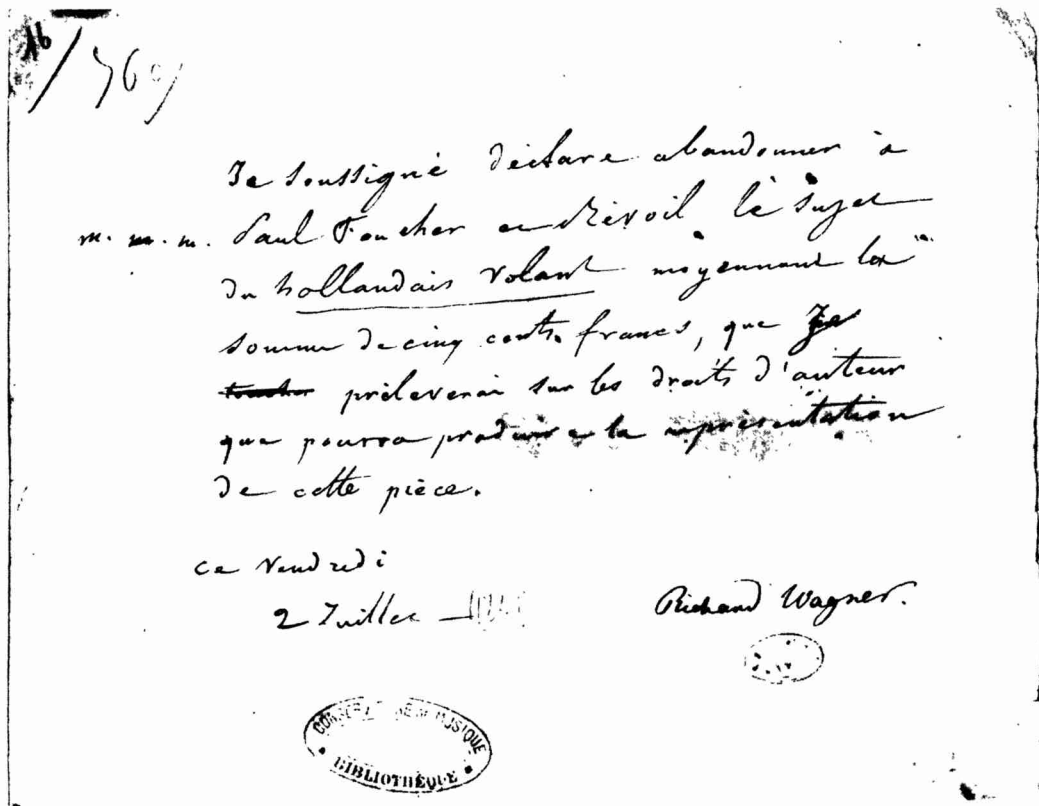 16
Je soussigné déclare abandonner à
m. m. m. Paul Foucher et Révoil le sujet
du hollandais Volant moyennant la
somme de cinq cents francs, que Je
toucher prélèverai sur les droits d'auteur
que pourra produire la représentation
de cette pièce.
ce Vendredi
2 Juillet
Richard Wagner.
CONSERVATOIRE DE MUSIQUE
BIBLIOTHÈQUE